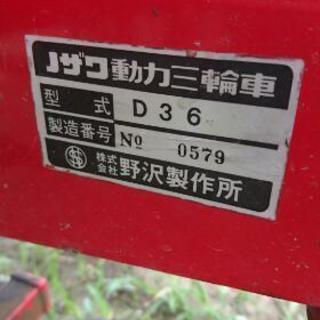 ノザワ動力三輪車
型式 D36
製造番号 № 0579
株式会社 野沢製作所